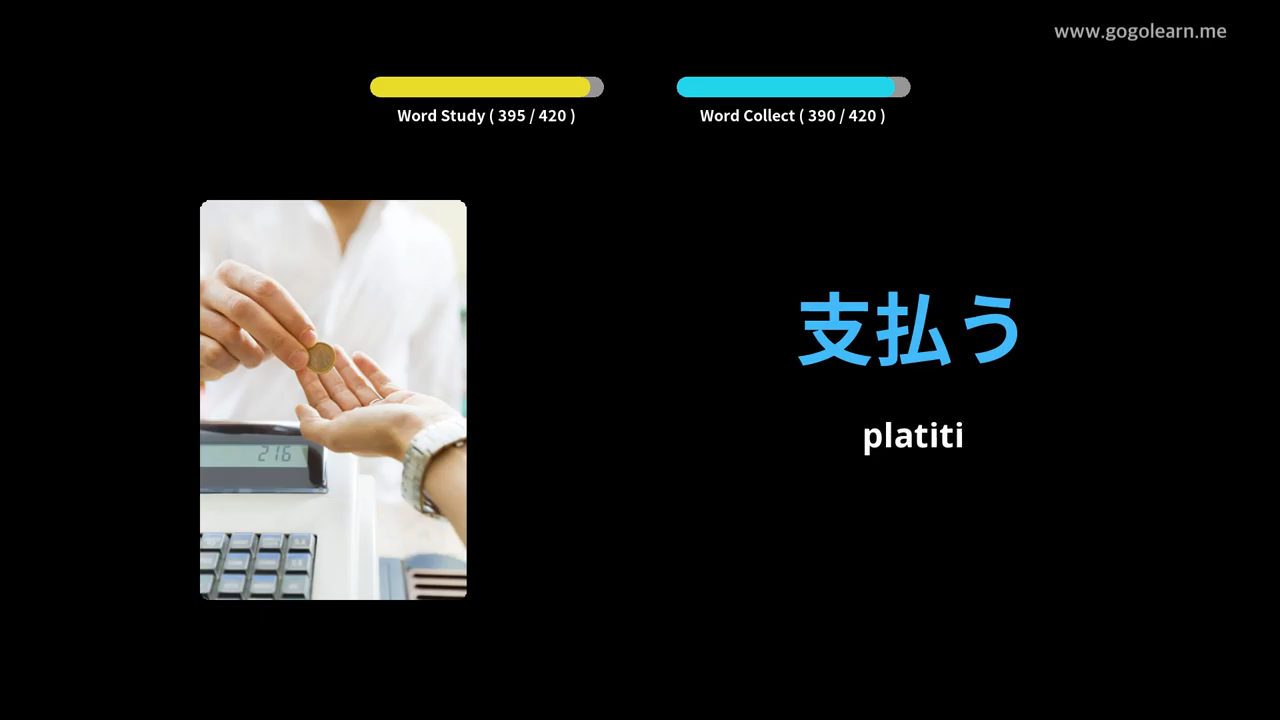 www.gogolearn.me
Word Study ( 395 / 420 )
Word Collect ( 390 / 420 )
216
支払う
platiti